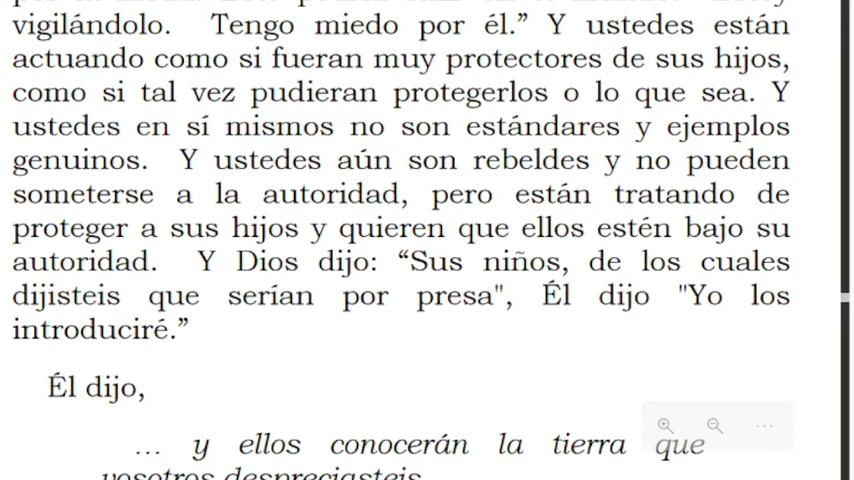 vigilándolo. Tengo miedo por él.” Y ustedes están
actuando como si fueran muy protectores de sus hijos,
como si tal vez pudieran protegerlos o lo que sea. Y
ustedes en sí mismos no son estándares y ejemplos
genuinos. Y ustedes aún son rebeldes y no pueden
someterse a la autoridad, pero están tratando de
proteger a sus hijos y quieren que ellos estén bajo su
autoridad. Y Dios dijo: “Sus niños, de los cuales
dijisteis que serían por presa", Él dijo "Yo los
introduciré.”
Él dijo,
... y ellos conocerán la tierra que
vosotros despreciasteis